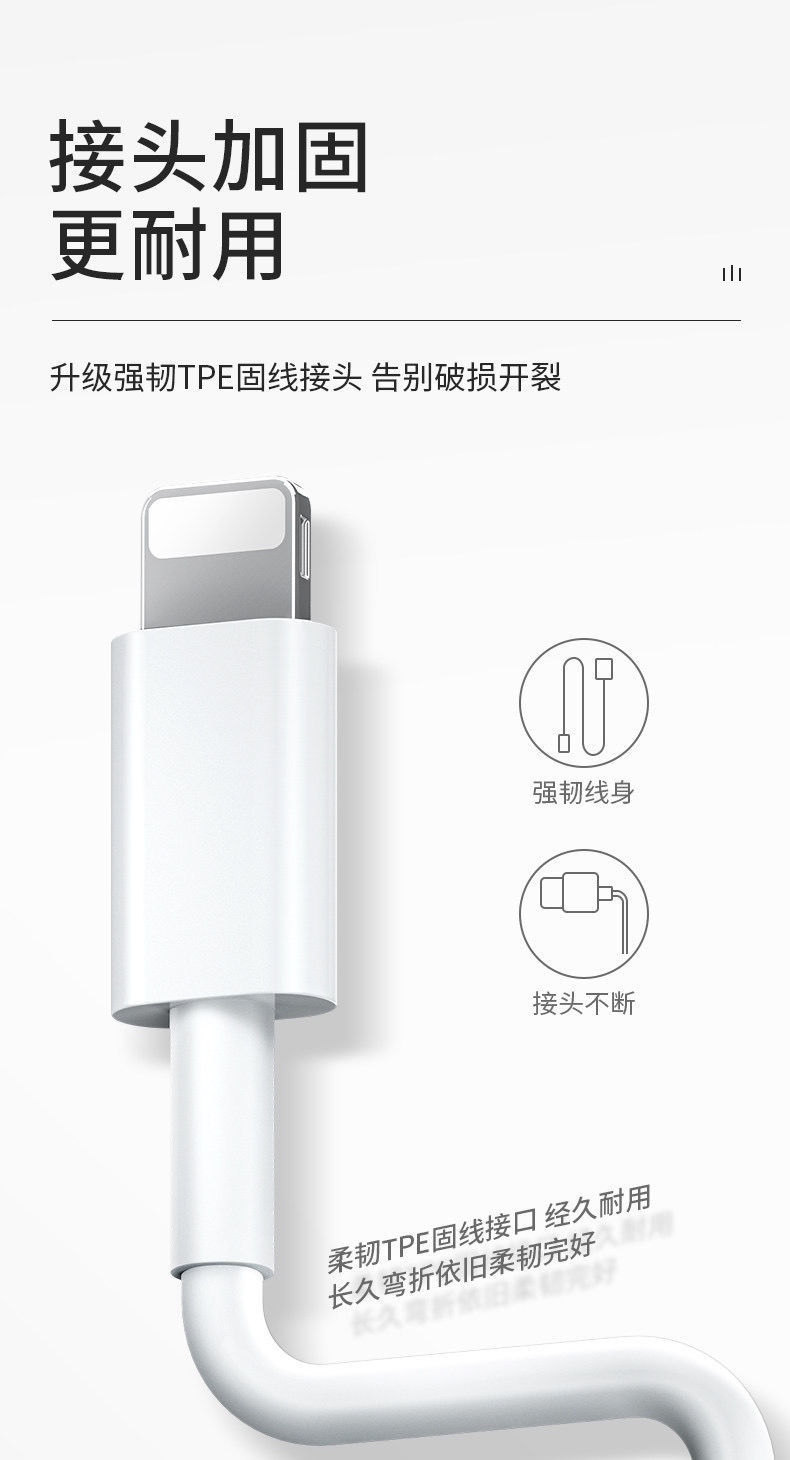 接头加固
更耐用
升级强韧TPE固线接头 告别破损开裂
强韧线身
接头不断
柔韧TPE固线接口 经久耐用
长久弯折依旧柔韧完好